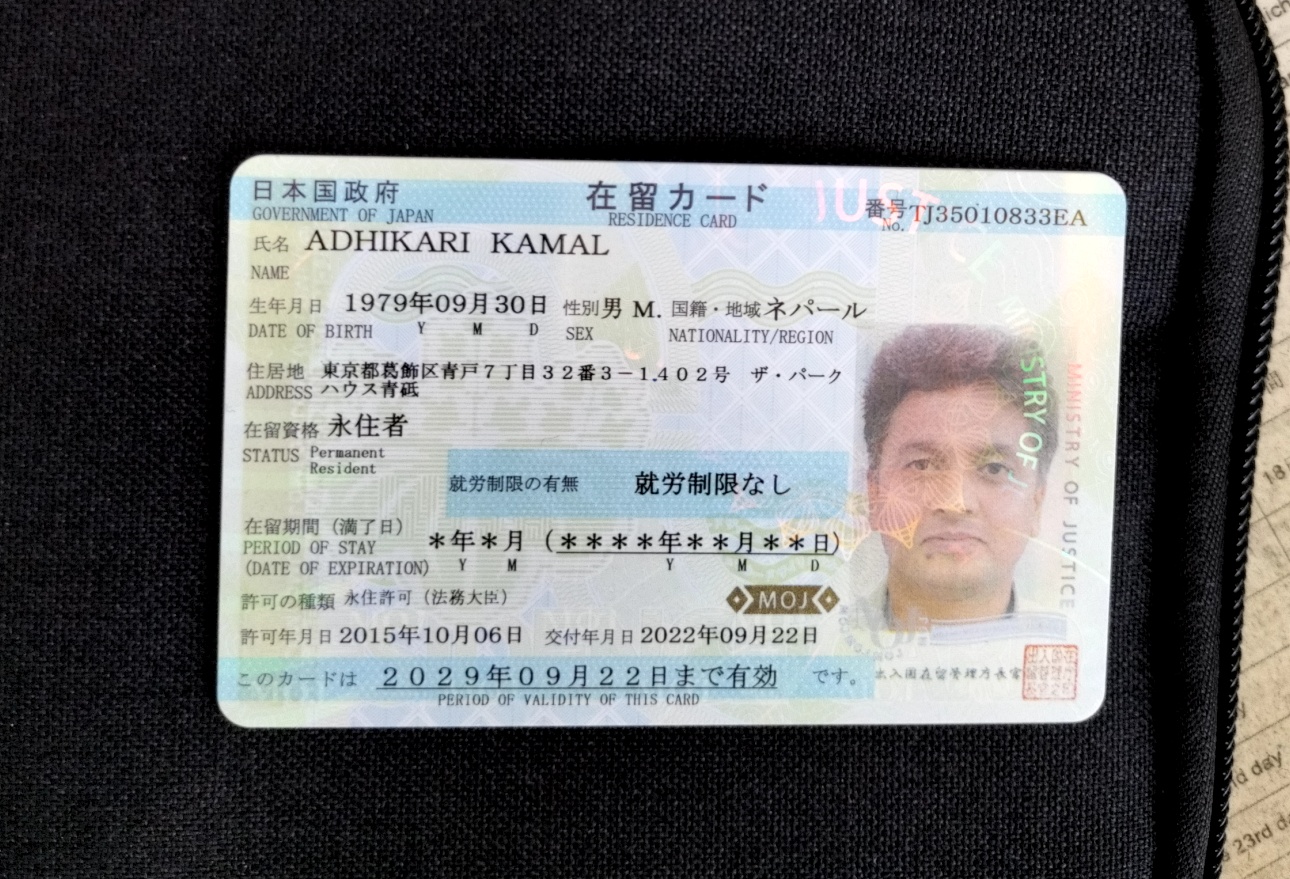 日本国政府 在留カード 番号 TJ35010833EA
GOVERNMENT OF JAPAN RESIDENCE CARD No.
氏名 ADHIKARI KAMAL
NAME
生年月日 1979年09月30日 性別 男 M. 国籍・地域 ネパール
DATE OF BIRTH Y M D SEX NATIONALITY/REGION
住居地 東京都葛飾区青戸7丁目32番3-1402号 ザ・パーク
ADDRESS ハウス青砥
在留資格 永住者
STATUS Permanent
Resident
就労制限の有無 就労制限なし
在留期間(満了日)
PERIOD OF STAY *年*月 (****年**月**日)
(DATE OF EXPIRATION) Y M Y M D
許可の種類 永住許可(法務大臣) MOJ
許可年月日 2015年10月06日 交付年月日 2022年09月22日
このカードは 2029年09月22日まで有効 です。 出入国在留管理庁長官
PERIOD OF VALIDITY OF THIS CARD
MINISTRY OF JUSTICE
MINISTRY OF
18
23rd da